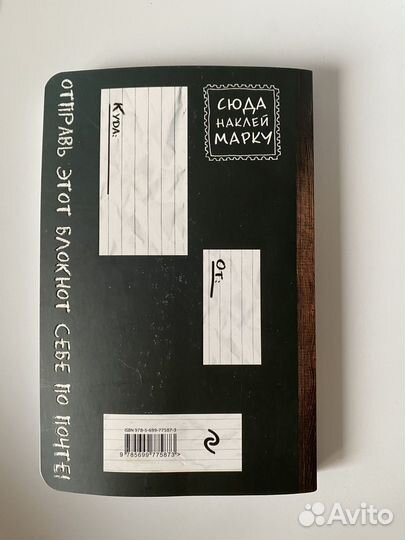 ОТПРАВЬ ЭТОТ БЛОКНОТ СЕБЕ ПО ПОЧТЕ!
Куда:
СЮДА
НАКЛЕЙ
МАРКУ
От:
ISBN 978-5-699-77587-3
9 785699 775873 >
Avito